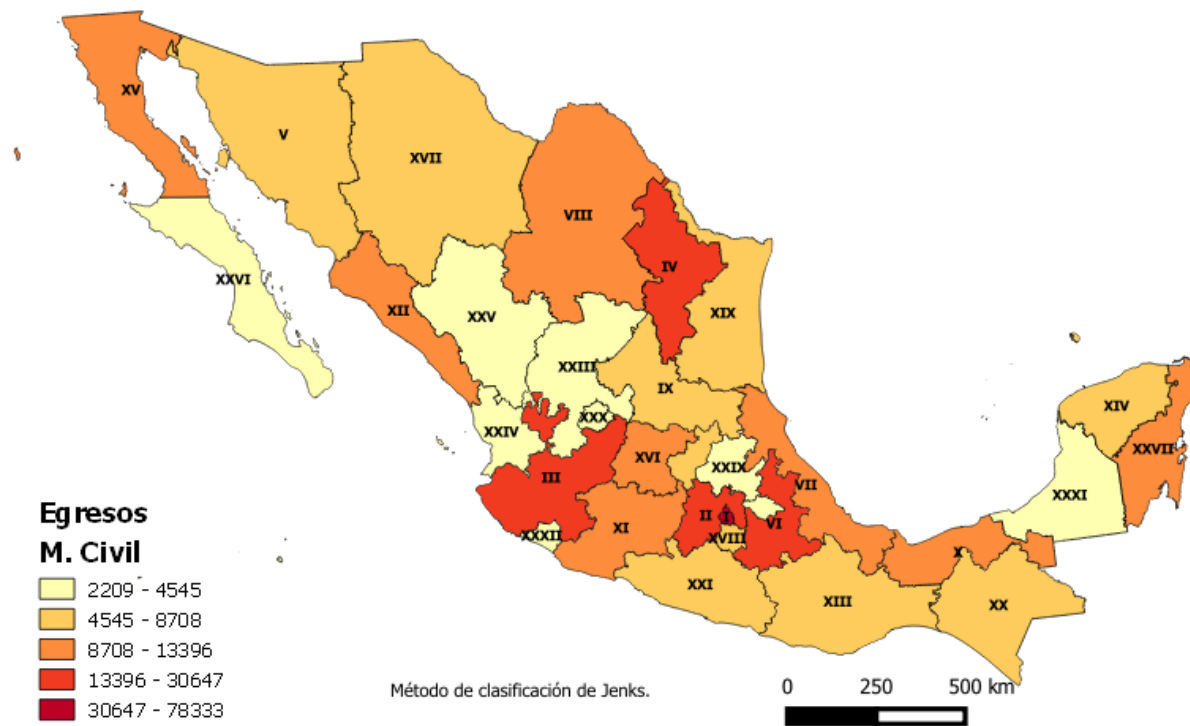 XV
V
XVII
VIII
IV
XXVI
XII
XXV
XIX
XXIII
IX
XXX
XXIV
XIV
XVI
XXIX
XXVII
III
VII
XXXI
II
I
VI
XI
XXXII
XVIII
X
XXI
XIII
XX
Egresos
M. Civil
2209 - 4545
4545 - 8708
8708 - 13396
13396 - 30647
30647 - 78333
Método de clasificación de Jenks.
0 250 500 km